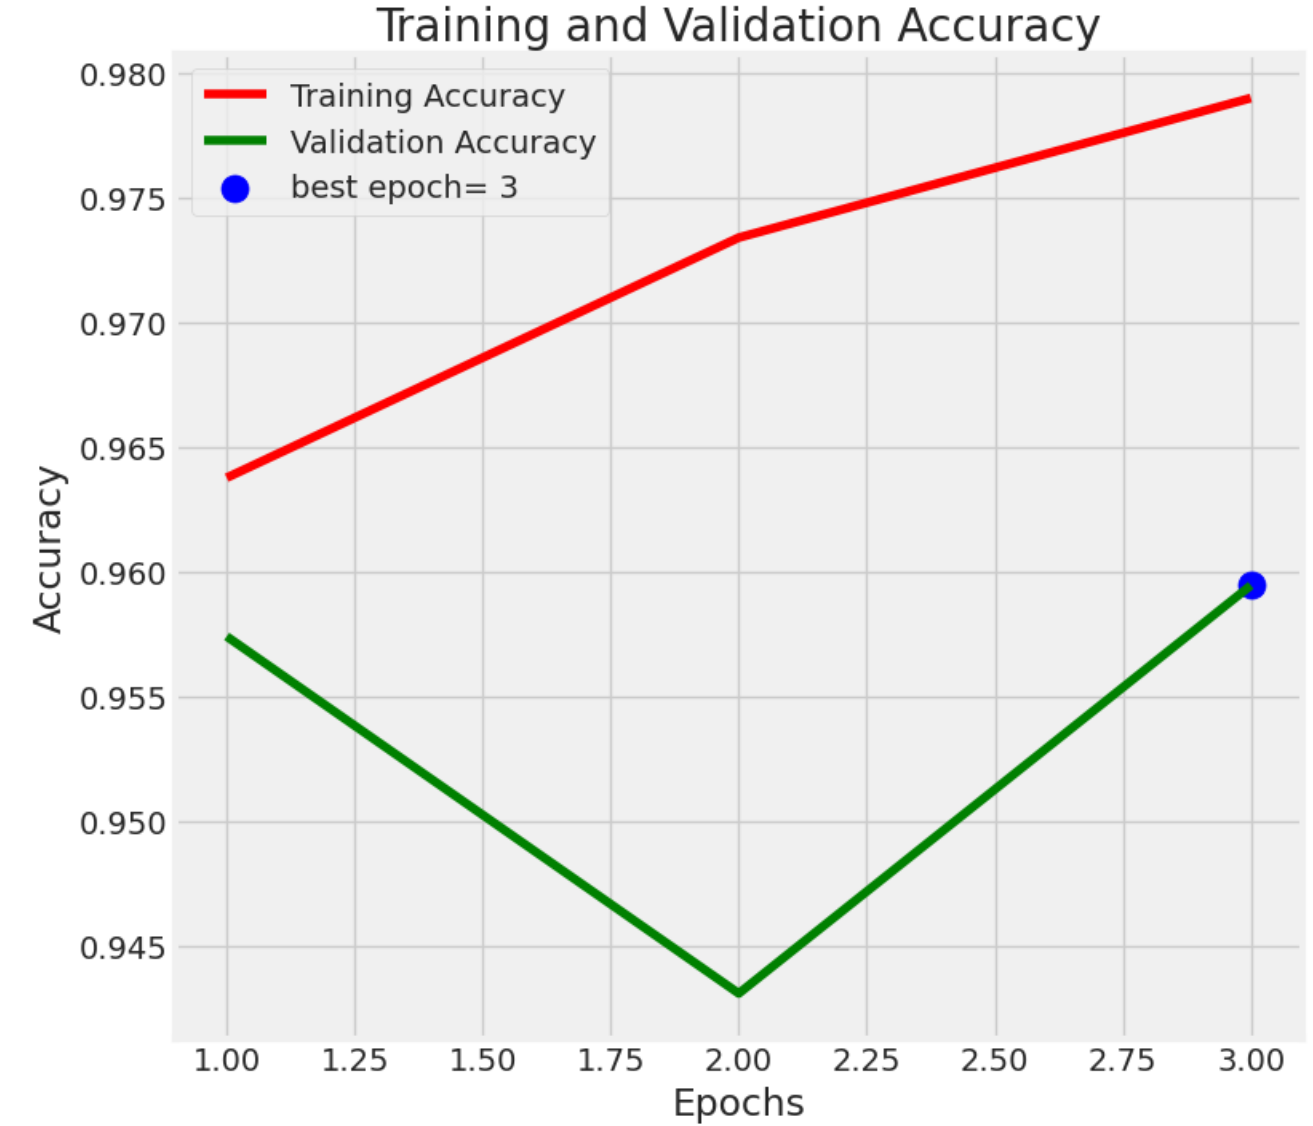 Training and Validation Accuracy
Training Accuracy
Validation Accuracy
best epoch= 3
0.980
0.975
0.970
0.965
0.960
0.955
0.950
0.945
Accuracy
1.00 1.25 1.50 1.75 2.00 2.25 2.50 2.75 3.00
Epochs